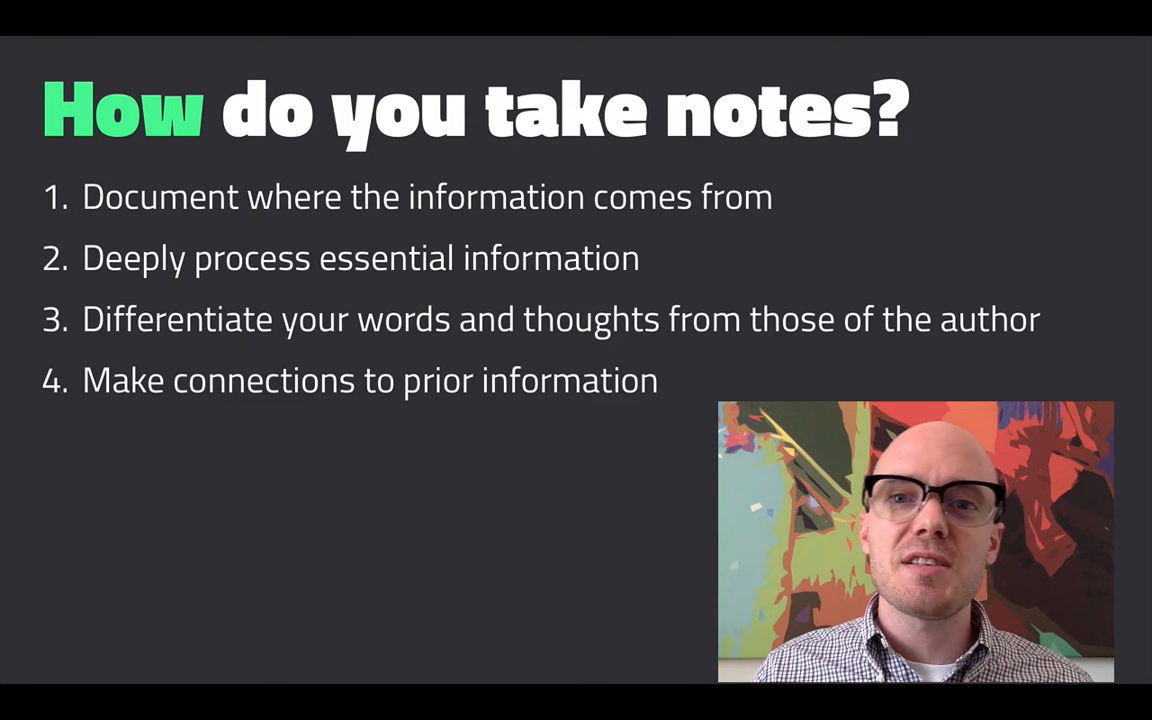 How do you take notes?
1. Document where the information comes from
2. Deeply process essential information
3. Differentiate your words and thoughts from those of the author
4. Make connections to prior information